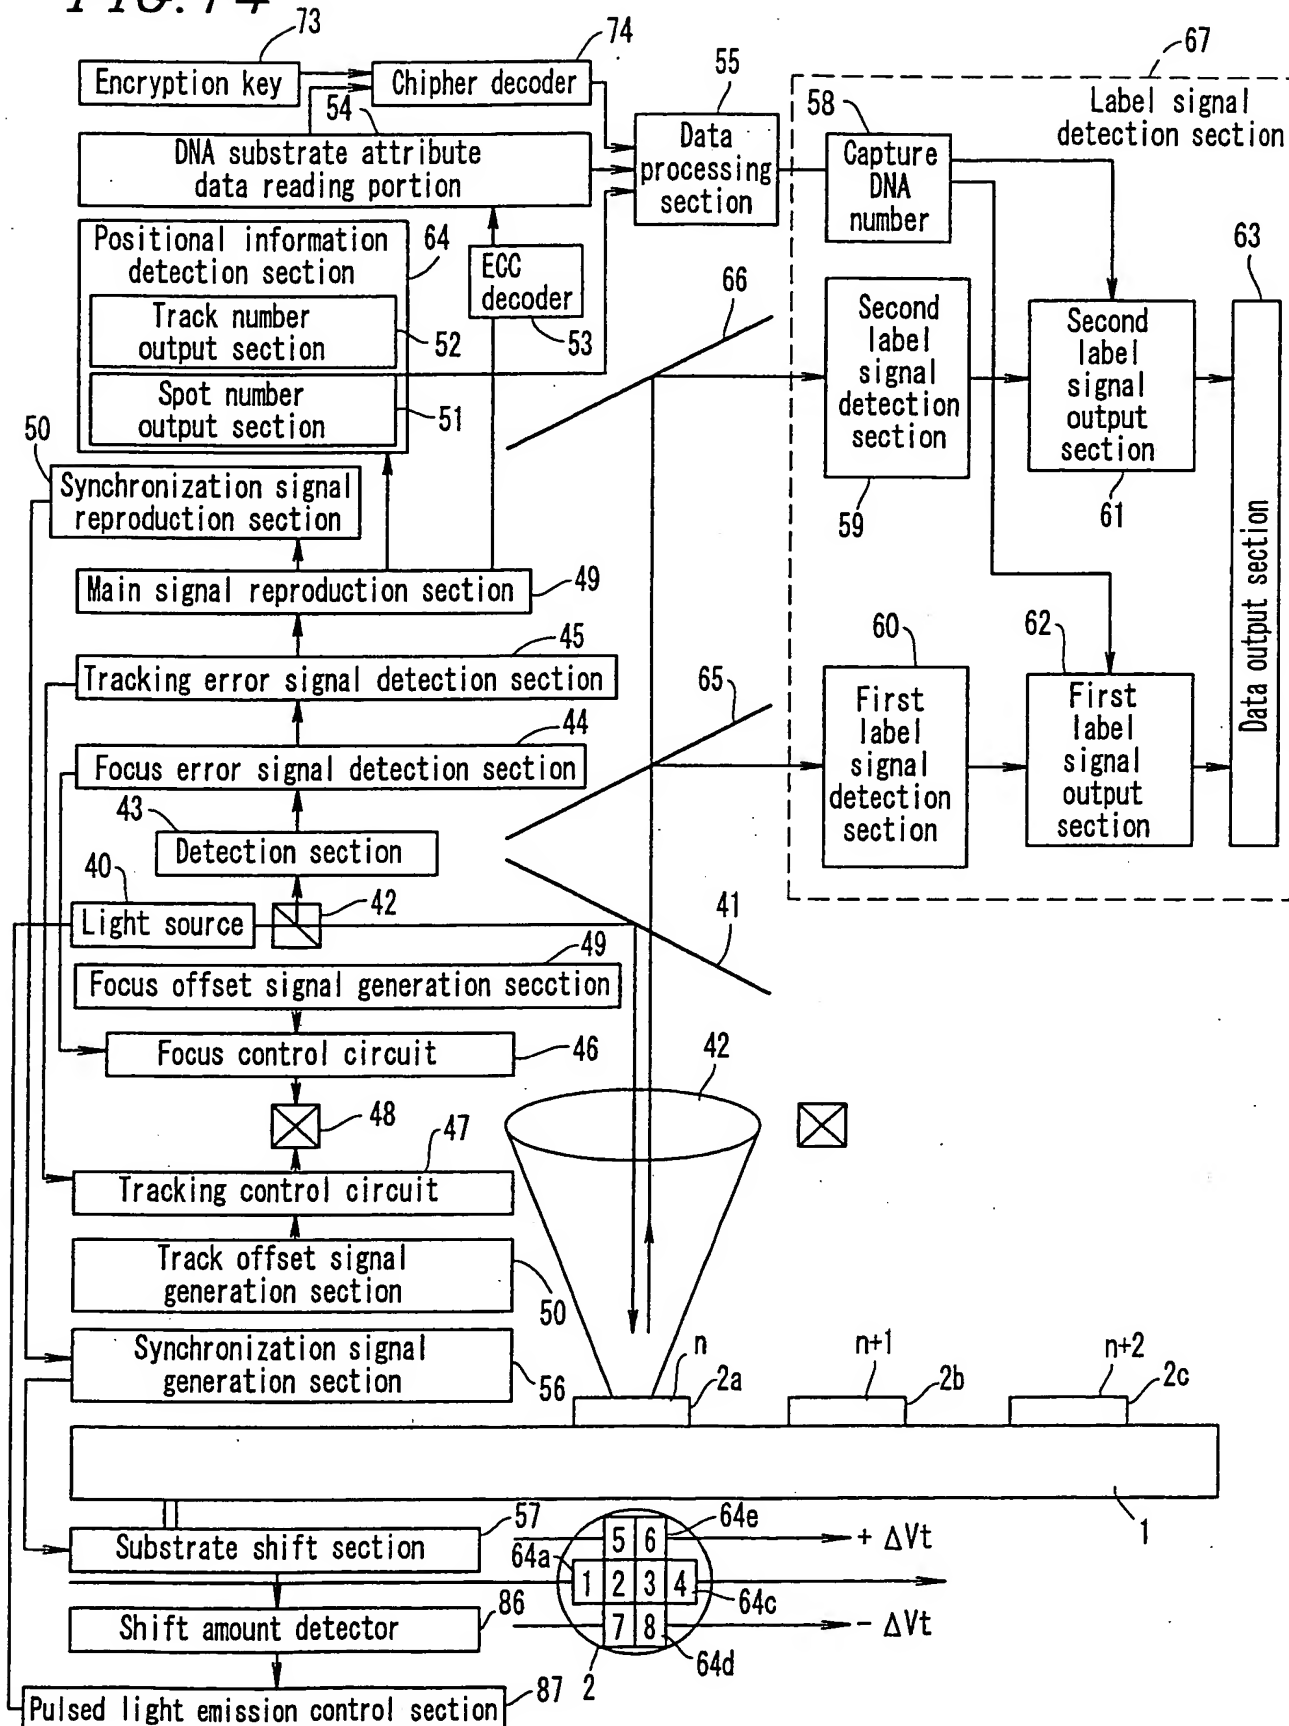 FIG. 74
73
74
67
Encryption key
Chipher decoder
54
55
58
Label signal
detection section
DNA substrate attribute
data reading portion
Data
processing
section
Capture
DNA
number
Positional information
detection section
64
ECC
decoder
53
66
63
Track number
output section
52
Spot number
output section
51
Second
label
signal
detection
section
59
Second
label
signal
output
section
61
50
Synchronization signal
reproduction section
Main signal reproduction section
49
45
Tracking error signal detection section
65
60
62
First
label
signal
detection
section
First
label
signal
output
section
Data output section
44
Focus error signal detection section
43
Detection section
40
Light source
42
41
49
Focus offset signal generation secction
Focus control circuit
46
42
48
47
Tracking control circuit
Track offset signal
generation section
50
Synchronization signal
generation section
56
n
2a
n+1
2b
n+2
2c
1
57
Substrate shift section
64a
5 6
64e
+ ΔVt
1 2 3 4
64c
Shift amount detector
86
7 8
- ΔVt
64d
2
Pulsed light emission control section
87